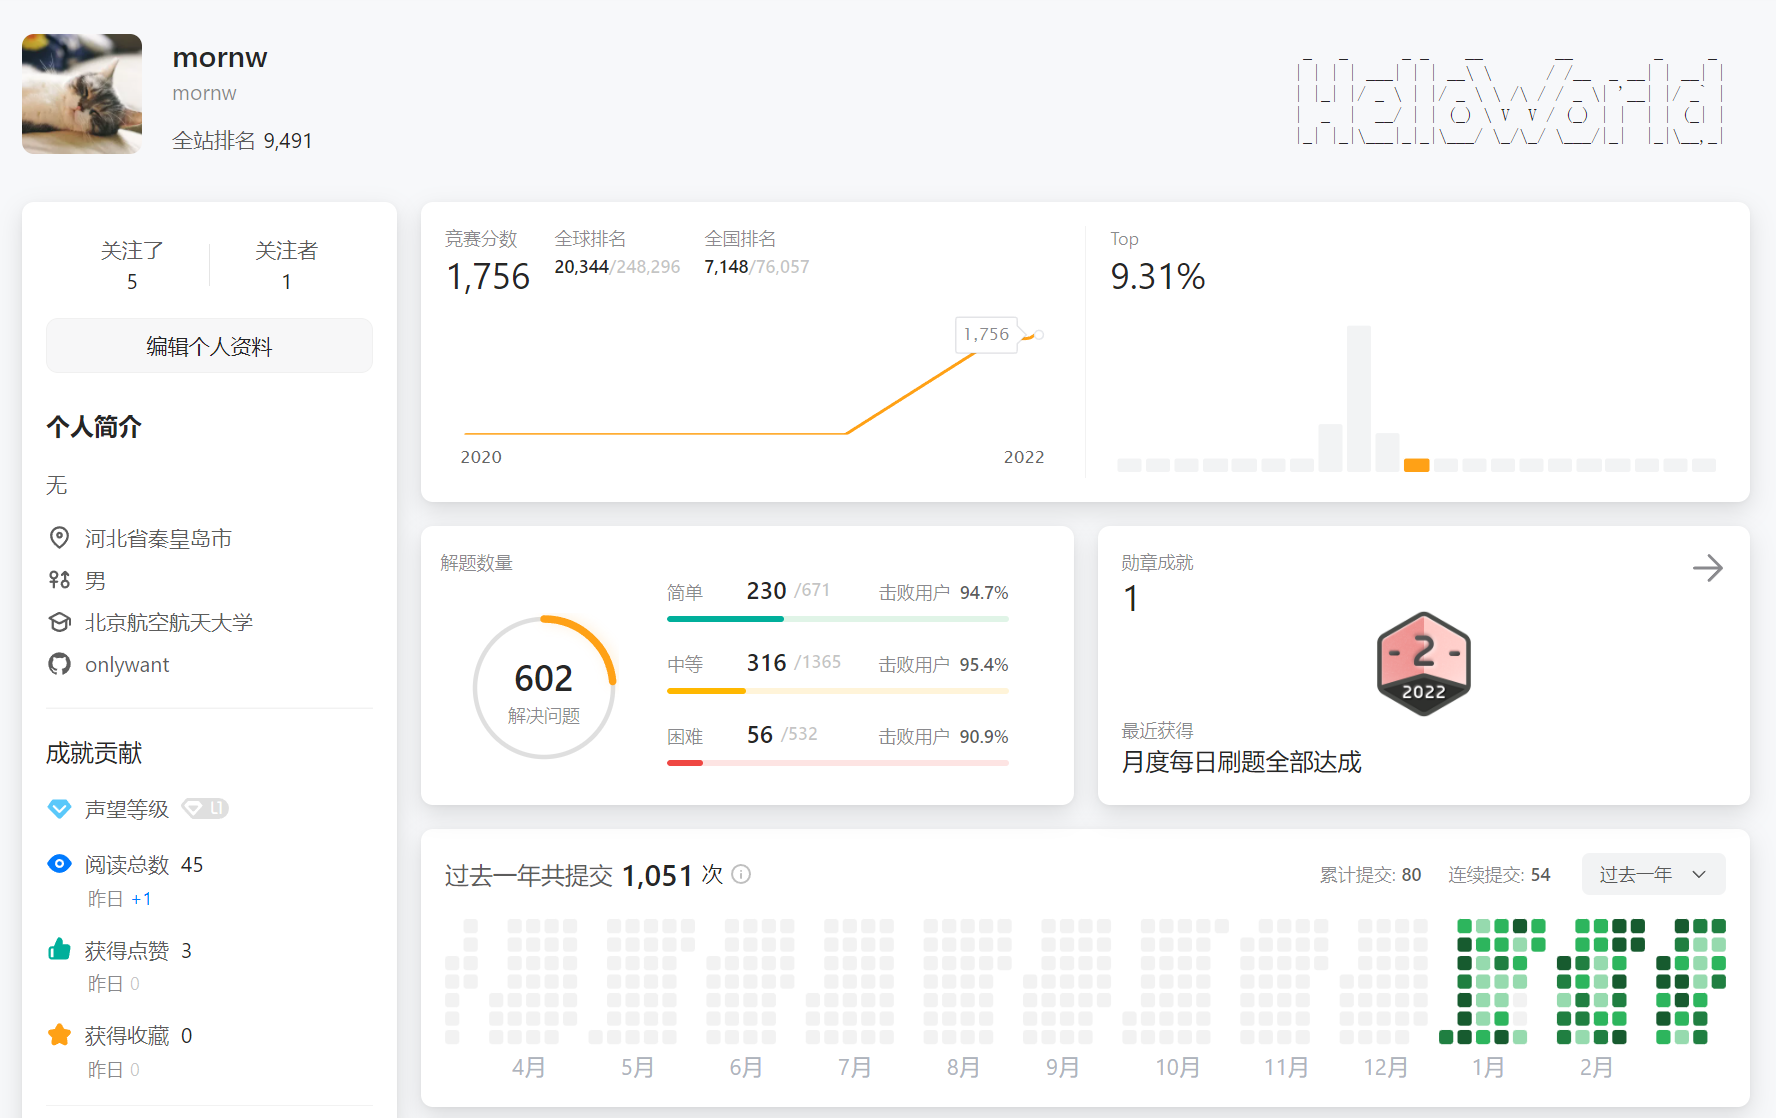 mornw
mornw
全站排名 9,491
HelloWorld
关注了
5
关注者
1
编辑个人资料
个人简介
无
河北省秦皇岛市
男
北京航空航天大学
onlywant
成就贡献
声望等级 L1
阅读总数 45
昨日 +1
获得点赞 3
昨日 0
获得收藏 0
昨日 0
竞赛分数
1,756
全球排名
20,344/248,296
全国排名
7,148/76,057
1,756
2020
2022
Top
9.31%
解题数量
602
解决问题
简单 230 /671 击败用户 94.7%
中等 316 /1365 击败用户 95.4%
困难 56 /532 击败用户 90.9%
勋章成就
1
- 2 -
2022
最近获得
月度每日刷题全部达成
过去一年共提交 1,051 次
累计提交: 80 连续提交: 54 过去一年
4月 5月 6月 7月 8月 9月 10月 11月 12月 1月 2月